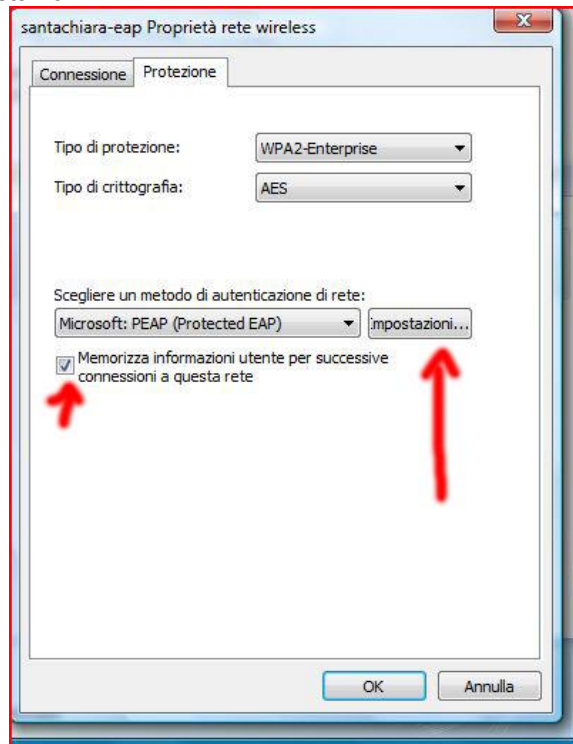 santachiara-eap Proprietà rete wireless
Connessione Protezione
Tipo di protezione: WPA2-Enterprise
Tipo di crittografia: AES
Scegliere un metodo di autenticazione di rete:
Microsoft: PEAP (Protected EAP) Impostazioni...
Memorizza informazioni utente per successive
connessioni a questa rete
OK Annulla